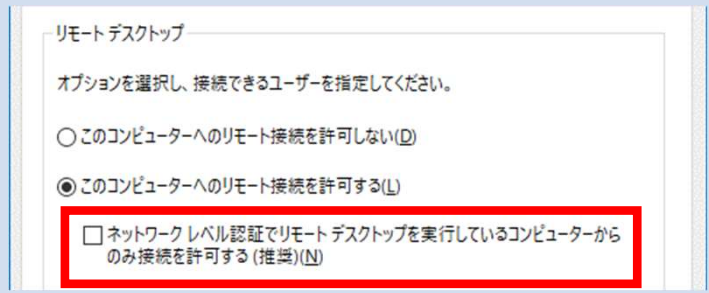 リモート デスクトップ
オプションを選択し、接続できるユーザーを指定してください。
このコンピューターへのリモート接続を許可しない(D)
このコンピューターへのリモート接続を許可する(L)
ネットワーク レベル認証でリモート デスクトップを実行しているコンピューターから
のみ接続を許可する (推奨)(N)